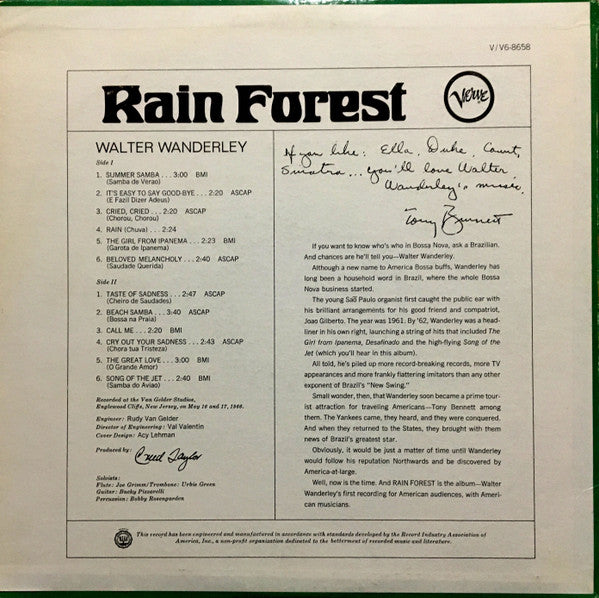 V/V6-8658
Rain Forest
Verve
WALTER WANDERLEY
Side I
1. SUMMER SAMBA . . . 3:00 BMI
(Samba de Verao)
2. IT'S EASY TO SAY GOOD-BYE . . . 2:20 ASCAP
(E Fazil Dizer Adeus)
3. CRIED, CRIED . . . 2:20 ASCAP
(Chorou, Chorou)
4. RAIN (Chuva) . . . 2:24
5. THE GIRL FROM IPANEMA . . . 2:23 BMI
(Garota de Ipanema)
6. BELOVED MELANCHOLY . . . 2:40 ASCAP
(Saudade Querida)
Side II
1. TASTE OF SADNESS . . . 2:47 ASCAP
(Cheiro de Saudades)
2. BEACH SAMBA . . . 3:40 ASCAP
(Bossa na Praia)
3. CALL ME . . . 2:20 BMI
4. CRY OUT YOUR SADNESS . . . 2:43 ASCAP
(Chora tua Tristeza)
5. THE GREAT LOVE . . . 5:00 BMI
(O Grande Amor)
6. SONG OF THE JET . . . 2:40 BMI
(Samba do Aviao)
Recorded at the Van Gelder Studios,
Englewood Cliffs, New Jersey, on May 16 and 17, 1966.
Engineer: Rudy Van Gelder
Director of Engineering: Val Valentin
Cover Design: Acy Lehman
Produced by: Creed Taylor
Soloists:
Flute: Joe Grimm/Trombone: Urbie Green
Guitar: Bucky Pizzarelli
Percussion: Bobby Rosengarden
If you like: Ella, Duke, Count,
Sinatra... you'll love Walter
Wanderley's music.
Tony Bennett
If you want to know who's who in Bossa Nova, ask a Brazilian.
And chances are he'll tell you—Walter Wanderley.
Although a new name to America Bossa buffs, Wanderley has
long been a household word in Brazil, where the whole Bossa
Nova business started.
The young Sao Paulo organist first caught the public ear with
his brilliant arrangements for his good friend and compatriot,
Joao Gilberto. The year was 1961. By '62, Wanderley was a head-
liner in his own right, launching a string of hits that included The
Girl from Ipanema, Desafinado and the high-flying Song of the
Jet (which you'll hear in this album).
All told, he's piled up more record-breaking records, more TV
appearances and more frankly flattering imitators than any other
exponent of Brazil's "New Swing."
Small wonder, then, that Wanderley soon became a prime tour-
ist attraction for traveling Americans—Tony Bennett among
them. The Yankees came, they heard, and they were conquered.
And when they returned to the States, they brought with them
news of Brazil's greatest star.
Obviously, it would be just a matter of time until Wanderley
would follow his reputation Northwards and be discovered by
America-at-large.
Well, now is the time. And RAIN FOREST is the album—Walter
Wanderley's first recording for American audiences, with Ameri-
can musicians.
This record has been engineered and manufactured in accordance with standards developed by the Record Industry Association of
America, Inc., a non-profit organization dedicated to the betterment of recorded music and literature.